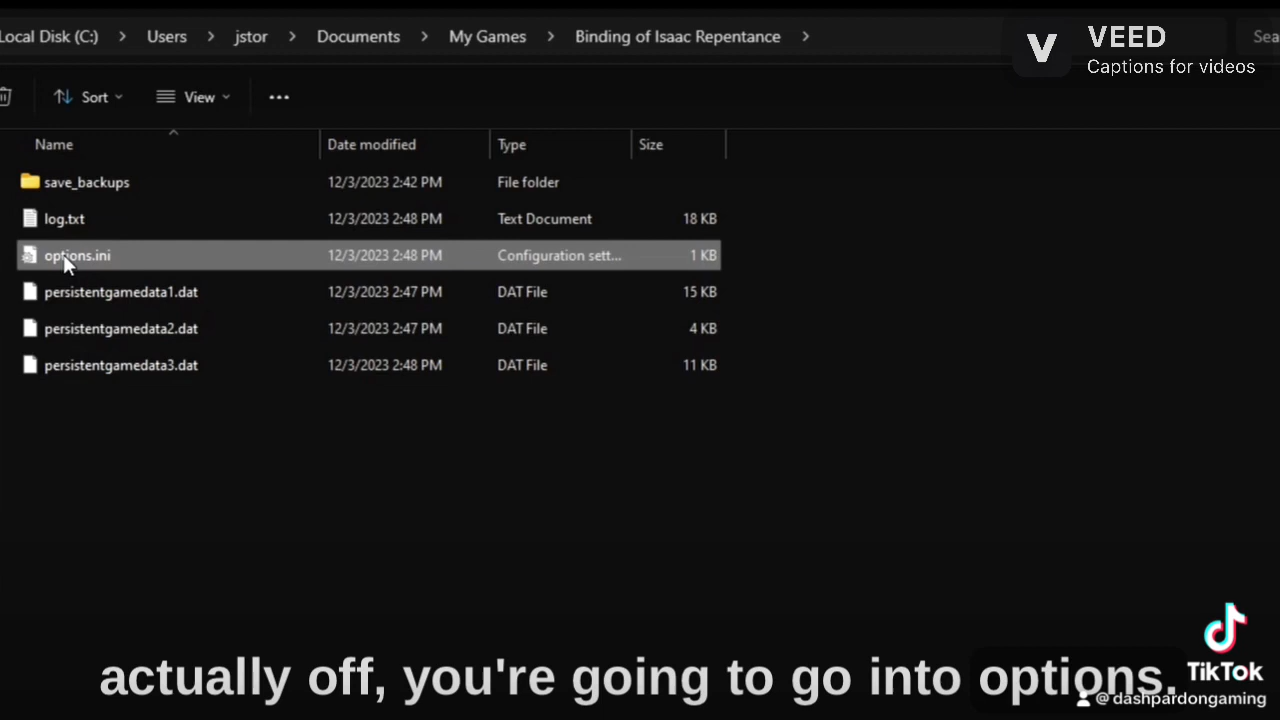 Local Disk (C:) > Users > jstor > Documents > My Games > Binding of Isaac Repentance >
VEED
Captions for videos
Sea
Sort View
Name Date modified Type Size
save_backups 12/3/2023 2:42 PM File folder
log.txt 12/3/2023 2:48 PM Text Document 18 KB
options.ini 12/3/2023 2:48 PM Configuration sett... 1 KB
persistentgamedata1.dat 12/3/2023 2:47 PM DAT File 15 KB
persistentgamedata2.dat 12/3/2023 2:47 PM DAT File 4 KB
persistentgamedata3.dat 12/3/2023 2:48 PM DAT File 11 KB
actually off, you're going to go into options.
TikTok
@dashpardongaming